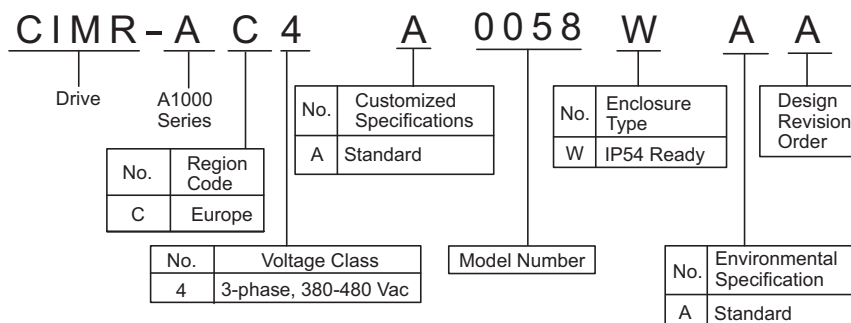 CIMR-A C 4 A 0058 W A A
Drive
A1000
Series
No. Customized
Specifications
A Standard
No. Enclosure
Type
W IP54 Ready
Design
Revision
Order
No. Region
Code
C Europe
No. Voltage Class
4 3-phase, 380-480 Vac
Model Number
No. Environmental
Specification
A Standard